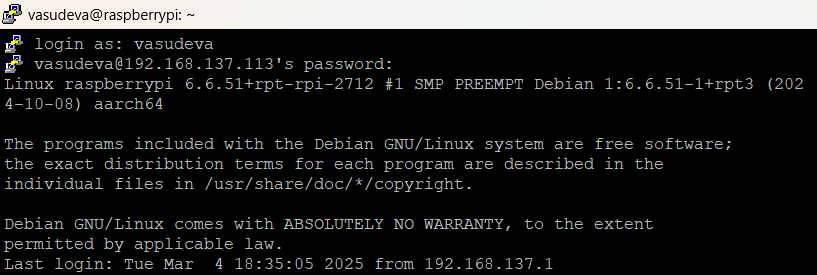 vasudeva@raspberrypi: ~
login as: vasudeva
vasudeva@192.168.137.113's password:
Linux raspberrypi 6.6.51+rpt-rpi-2712 #1 SMP PREEMPT Debian 1:6.6.51-1+rpt3 (202
4-10-08) aarch64
The programs included with the Debian GNU/Linux system are free software;
the exact distribution terms for each program are described in the
individual files in /usr/share/doc/*/copyright.
Debian GNU/Linux comes with ABSOLUTELY NO WARRANTY, to the extent
permitted by applicable law.
Last login: Tue Mar  4 18:35:05 2025 from 192.168.137.1